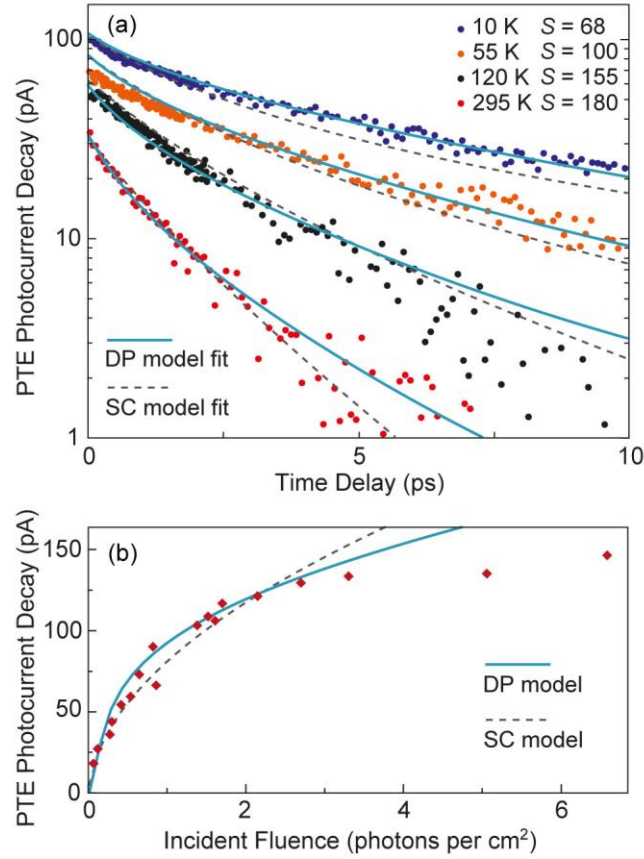 (a)
10 K S = 68
55 K S = 100
120 K S = 155
295 K S = 180
100
10
1
PTE Photocurrent Decay (pA)
DP model fit
SC model fit
0 5 10
Time Delay (ps)
(b)
150
100
50
0
PTE Photocurrent Decay (pA)
DP model
SC model
0 2 4 6
Incident Fluence (photons per cm²)